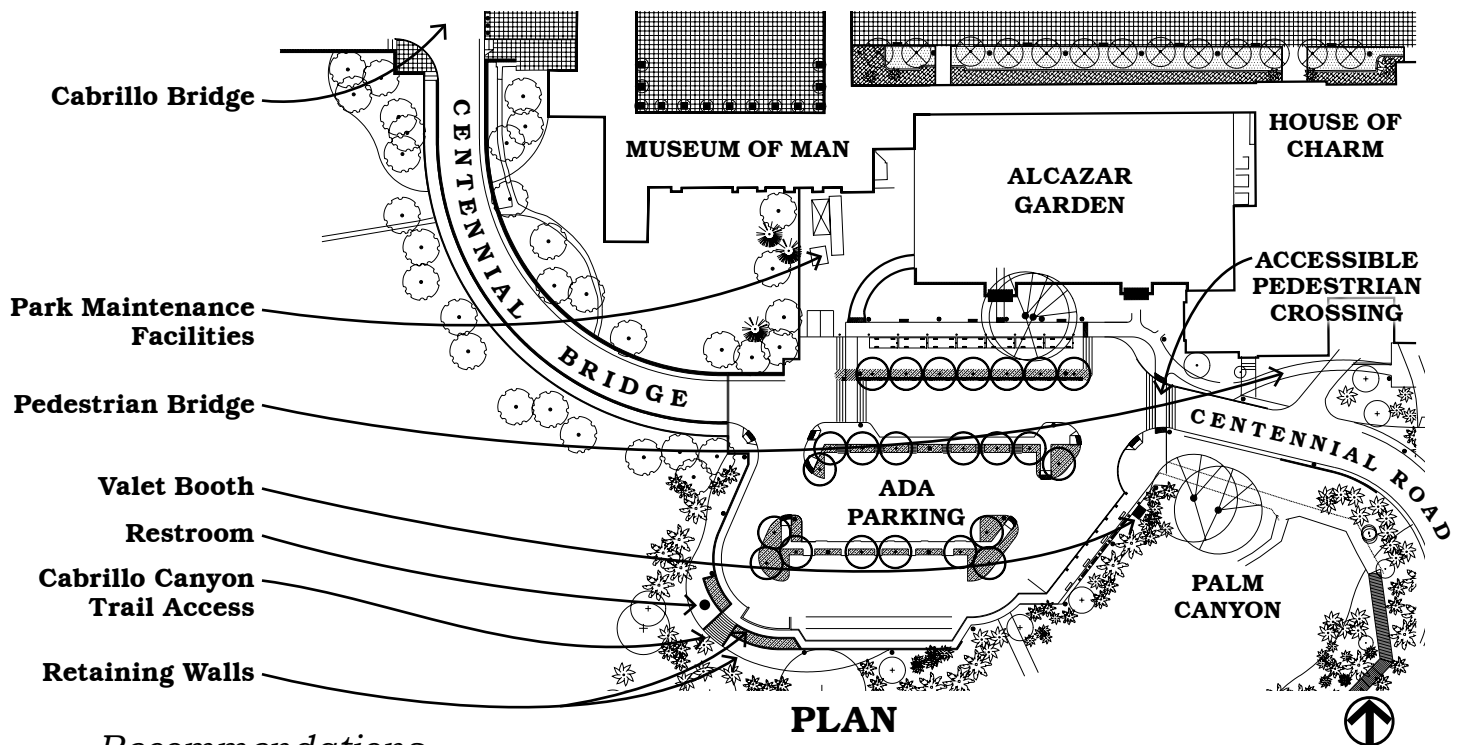 Cabrillo Bridge
CENTENNIAL
BRIDGE
MUSEUM OF MAN
HOUSE OF
CHARM
ALCAZAR
GARDEN
ACCESSIBLE
PEDESTRIAN
CROSSING
Park Maintenance
Facilities
Pedestrian Bridge
CENTENNIAL ROAD
Valet Booth
ADA
PARKING
Restroom
Cabrillo Canyon
Trail Access
PALM
CANYON
Retaining Walls
PLAN
Recommendations